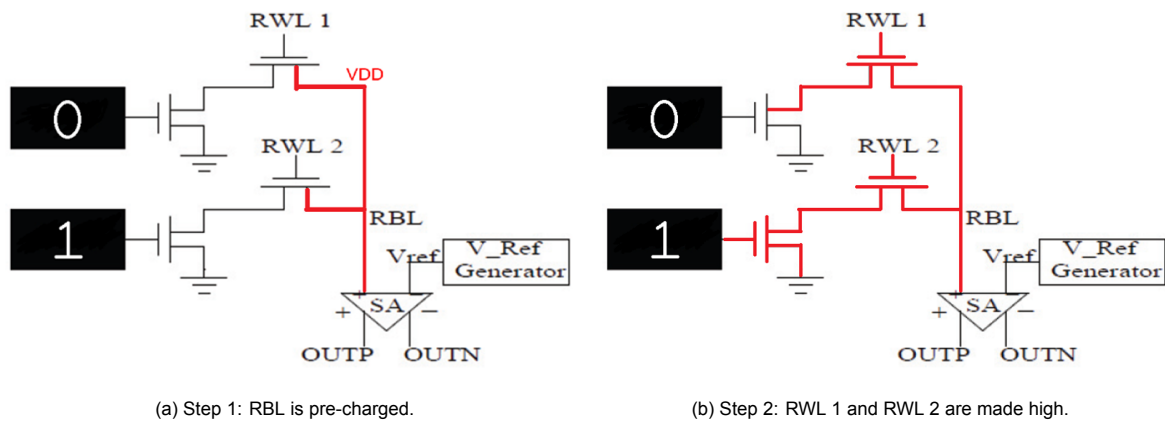 RWL 1
VDD
0
RWL 2
1
RBL
Vref
V_Ref
Generator
+
SA
+
−
OUTP
OUTN
(a) Step 1: RBL is pre-charged.
RWL 1
0
RWL 2
1
RBL
Vref
V_Ref
Generator
+
SA
+
−
OUTP
OUTN
(b) Step 2: RWL 1 and RWL 2 are made high.